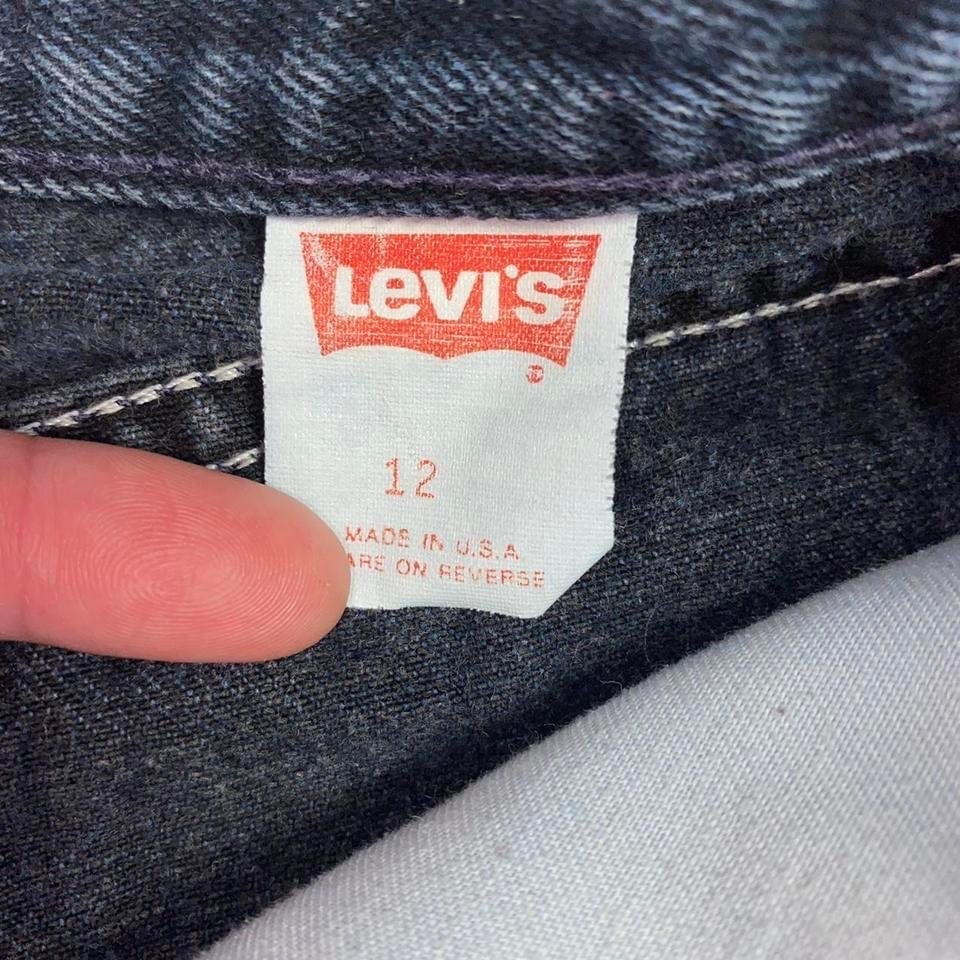 Levi's
®
12
MADE IN U.S.A
ARE ON REVERSE